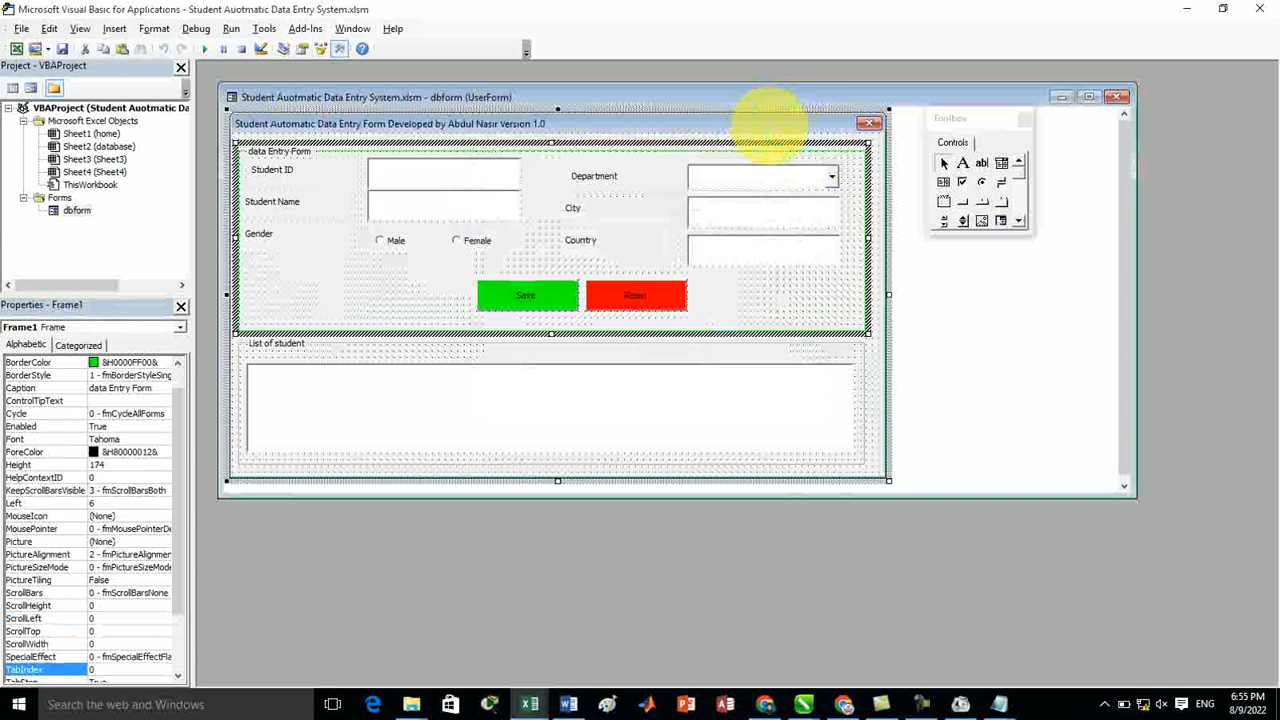 Microsoft Visual Basic for Applications - Student Auotmatic Data Entry System.xlsm
File Edit View Insert Format Debug Run Tools Add-Ins Window Help
Project - VBAProject
VBAProject (Student Auotmatic Da
Microsoft Excel Objects
Sheet1 (home)
Sheet2 (database)
Sheet3 (Sheet3)
Sheet4 (Sheet4)
ThisWorkbook
Forms
dbform
Properties - Frame1
Frame1 Frame
Alphabetic Categorized
BorderColor &H0000FF00&
BorderStyle 1 - fmBorderStyleSing
Caption data Entry Form
ControlTipText
Cycle 0 - fmCycleAllForms
Enabled True
Font Tahoma
ForeColor &H80000012&
Height 174
HelpContextID 0
KeepScrollBarsVisible 3 - fmScrollBarsBoth
Left 6
MouseIcon (None)
MousePointer 0 - fmMousePointerDe
Picture (None)
PictureAlignment 2 - fmPictureAlignmen
PictureSizeMode 0 - fmPictureSizeMode
PictureTiling False
ScrollBars 0 - fmScrollBarsNone
ScrollHeight 0
ScrollLeft 0
ScrollTop 0
ScrollWidth 0
SpecialEffect 0 - fmSpecialEffectFla
TabIndex 0
TabStop True
Student Auotmatic Data Entry System.xlsm - dbform (UserForm)
Student Automatic Data Entry Form Developed by Abdul Nasir Version 1.0
data Entry Form
Student ID
Department
Student Name
City
Gender
Male
Female
Country
Save
Reset
List of student
Toolbox
Controls
Search the web and Windows
ENG
6:55 PM
8/9/2022